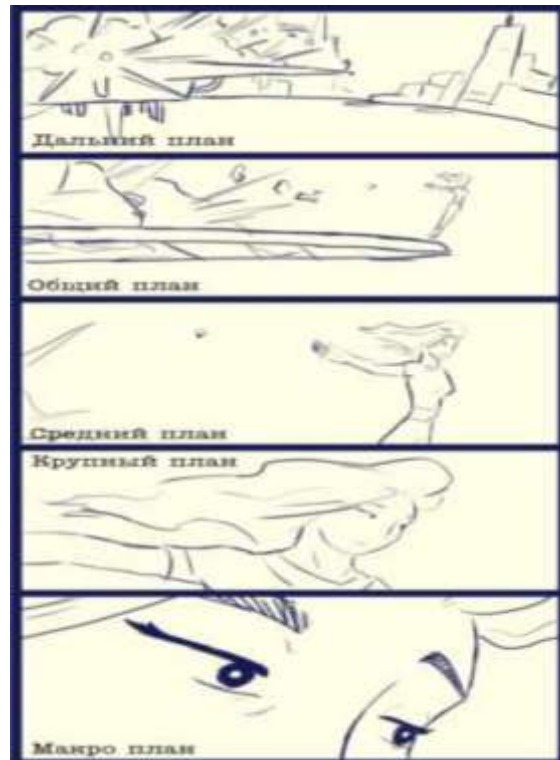 Дальний план
Общий план
Средний план
Крупный план
Макро план